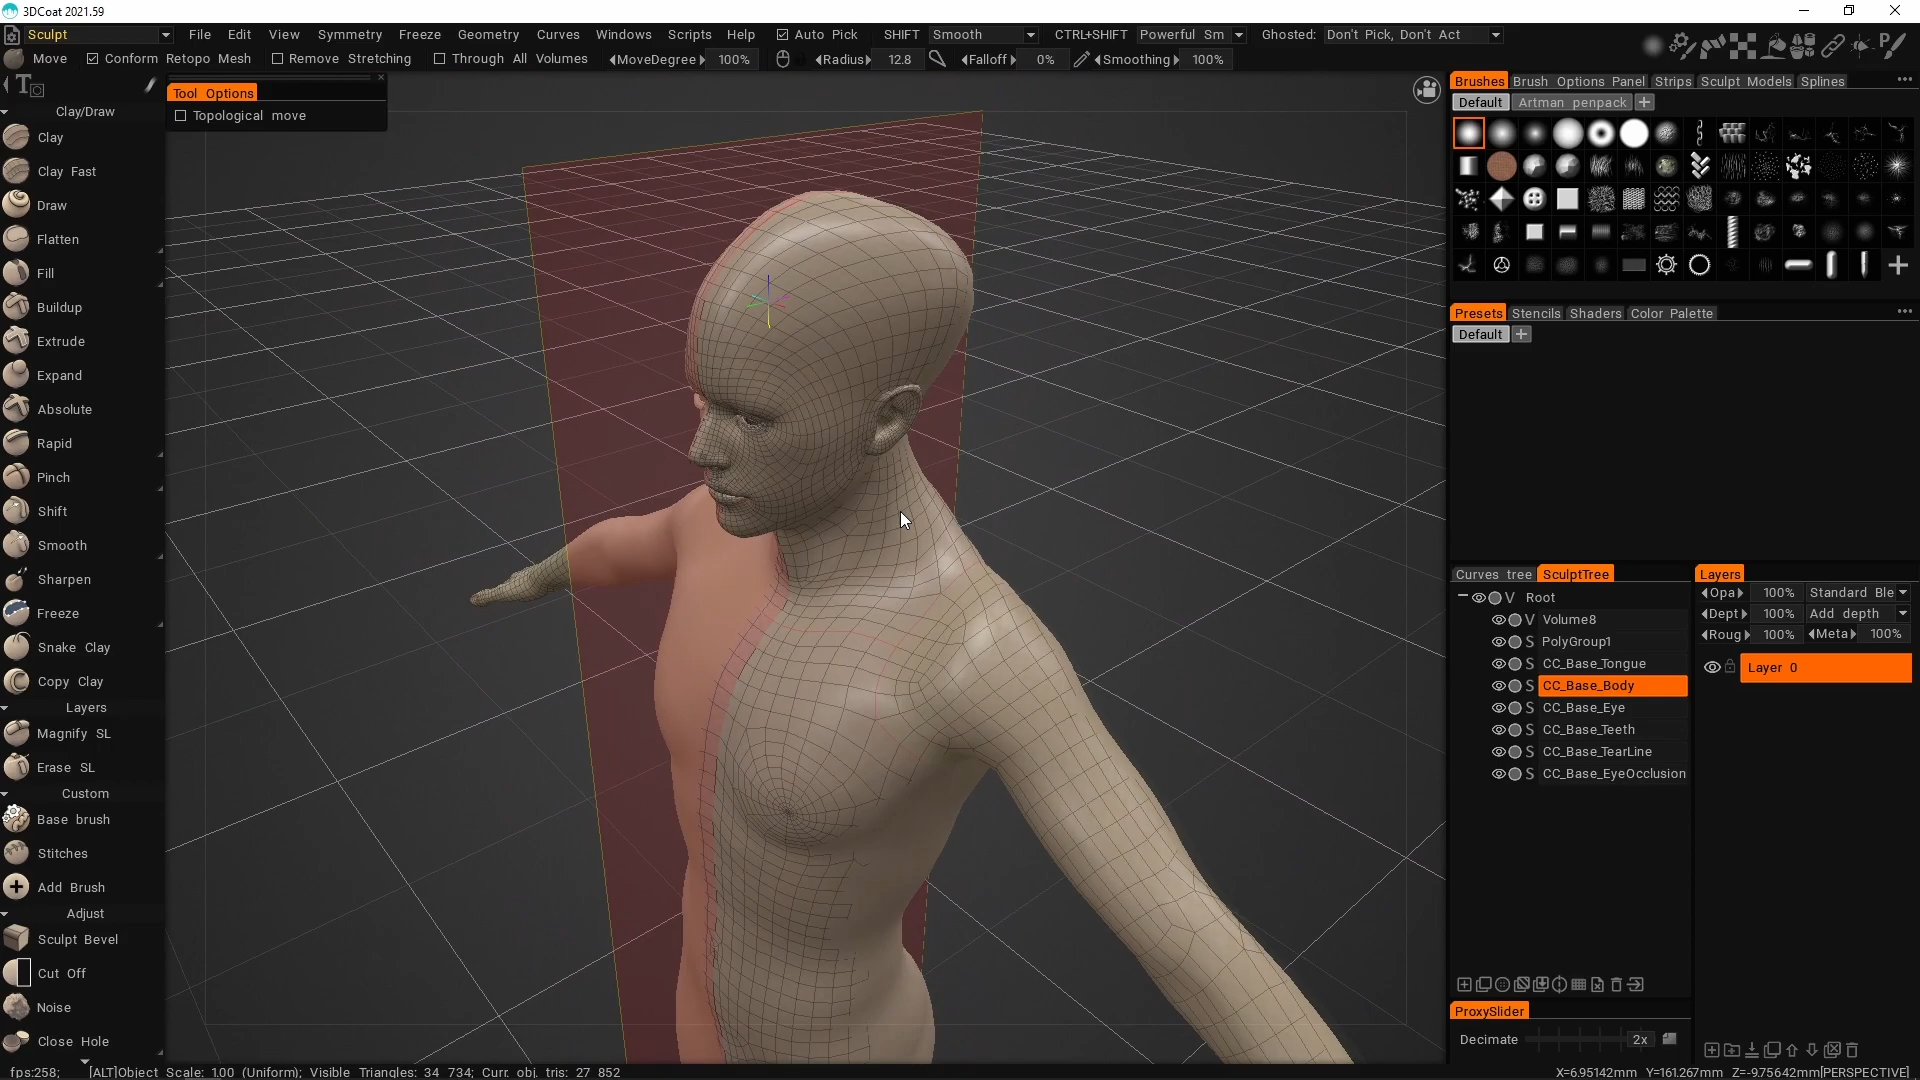 3DCoat 2021.59
Sculpt File Edit View Symmetry Freeze Geometry Curves Windows Scripts Help Auto Pick SHIFT Smooth CTRL+SHIFT Powerful Sm Ghosted: Don't Pick, Don't Act
Move Conform Retopo Mesh Remove Stretching Through All Volumes MoveDegree 100% Radius 12.8 Falloff 0% Smoothing 100%
Tool Options
Topological move
Clay/Draw
Clay
Clay Fast
Draw
Flatten
Fill
Buildup
Extrude
Expand
Absolute
Rapid
Pinch
Shift
Smooth
Sharpen
Freeze
Snake Clay
Copy Clay
Layers
Magnify SL
Erase SL
Custom
Base brush
Stitches
Add Brush
Adjust
Sculpt Bevel
Cut Off
Noise
Close Hole
Brushes Brush Options Panel Strips Sculpt Models Splines
Default Artman penpack
Presets Stencils Shaders Color Palette
Default
Curves tree SculptTree
V Root
V Volume8
S PolyGroup1
S CC_Base_Tongue
S CC_Base_Body
S CC_Base_Eye
S CC_Base_Teeth
S CC_Base_TearLine
S CC_Base_EyeOcclusion
ProxySlider
Decimate 2x
Layers
Opa 100% Standard Ble
Dept 100% Add depth
Roug 100% Meta 100%
Layer 0
fps:258; [ALT]Object Scale: 1.00 (Uniform); Visible Triangles: 34 734; Curr. obj. tris: 27 852
X=6.95142mm Y=161.267mm Z=-9.75642mm[PERSPECTIVE]